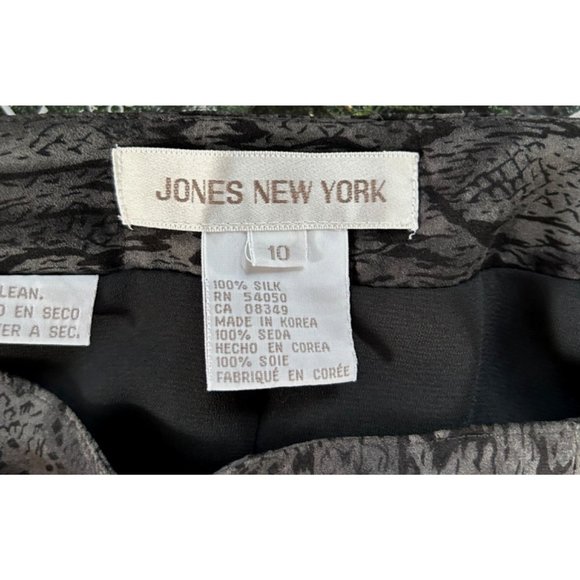 JONES NEW YORK
10
100% SILK
RN 54050
CA 08349
MADE IN KOREA
100% SEDA
HECHO EN COREA
100% SOIE
FABRIQUÉ EN CORÉE
LEAN.
EN SECO
A SEC.